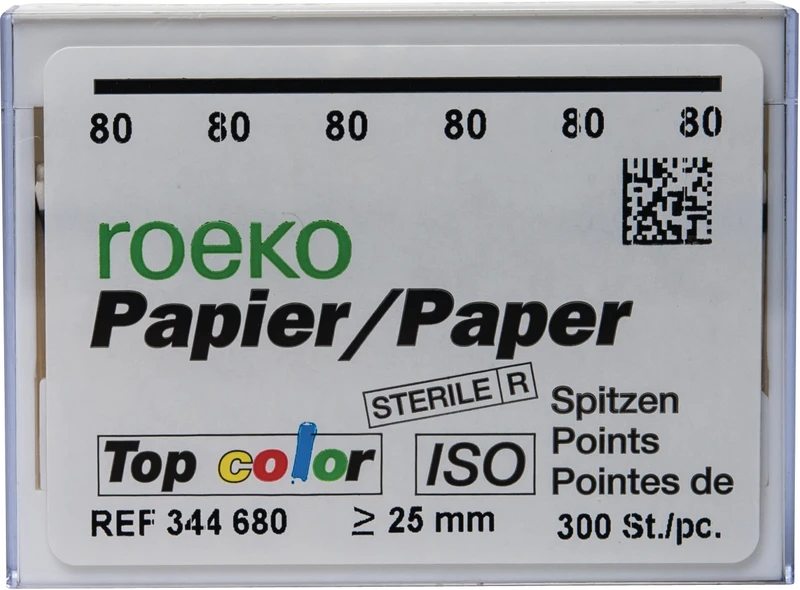 80 80 80 80 80 80
roeko
Papier/Paper
STERILE R
Top color
ISO
Spitzen
Points
Pointes de
REF 344 680
≥ 25 mm
300 St./pc.